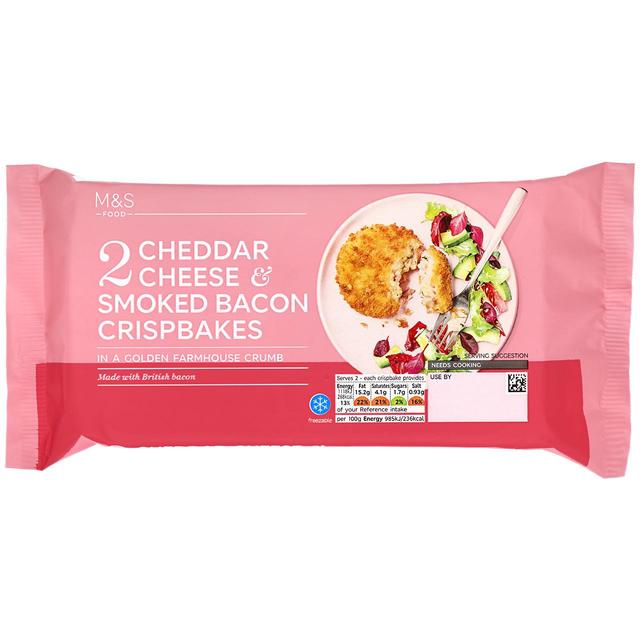 M&S
FOOD
2 CHEDDAR
CHEESE &
SMOKED BACON
CRISPBAKES
IN A GOLDEN FARMHOUSE CRUMB
Made with British bacon
SERVING SUGGESTION
NEEDS COOKING
USE BY
freezable
Serves 2 - each crispbake provides
Energy Fat Saturates Sugars Salt
1118kJ 15.2g 4.1g 1.7g 0.93g
268kcal
13% 22% 21% 2% 16%
of your Reference intake
per 100g Energy 985kJ/236kcal